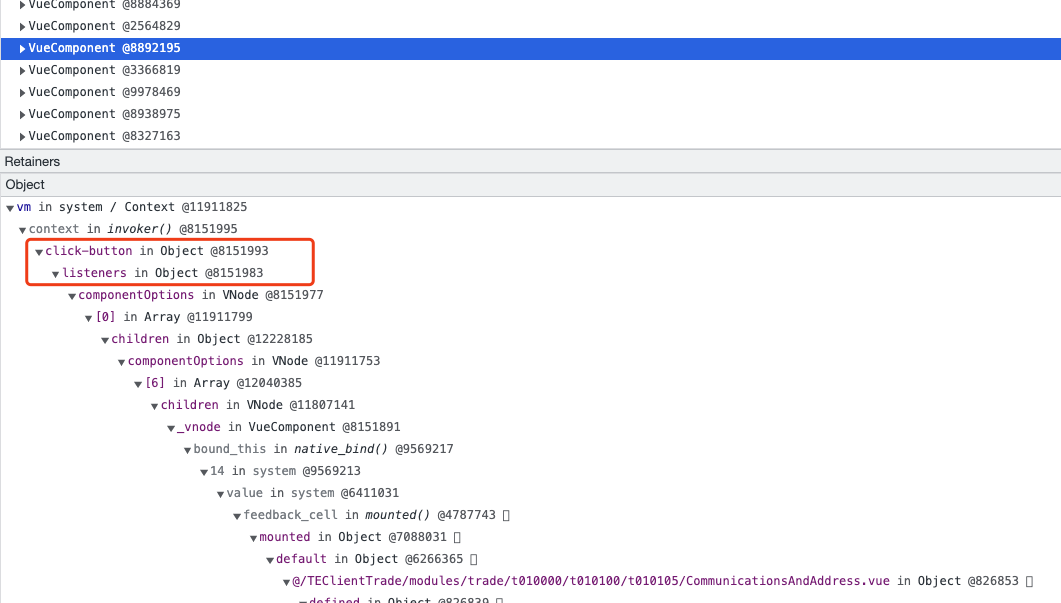 VueComponent @8884369
VueComponent @2564829
VueComponent @8892195
VueComponent @3366819
VueComponent @9978469
VueComponent @8938975
VueComponent @8327163
Retainers
Object
vm in system / Context @11911825
context in invoker() @8151995
click-button in Object @8151993
listeners in Object @8151983
componentOptions in VNode @8151977
[0] in Array @11911799
children in Object @12228185
componentOptions in VNode @11911753
[6] in Array @12040385
children in VNode @11807141
_vnode in VueComponent @8151891
bound_this in native_bind() @9569217
14 in system @9569213
value in system @6411031
feedback_cell in mounted() @4787743
mounted in Object @7088031
default in Object @6266365
@/TEClientTrade/modules/trade/t010000/t010100/t010105/CommunicationsAndAddress.vue in Object @826853
defined in Object @826839